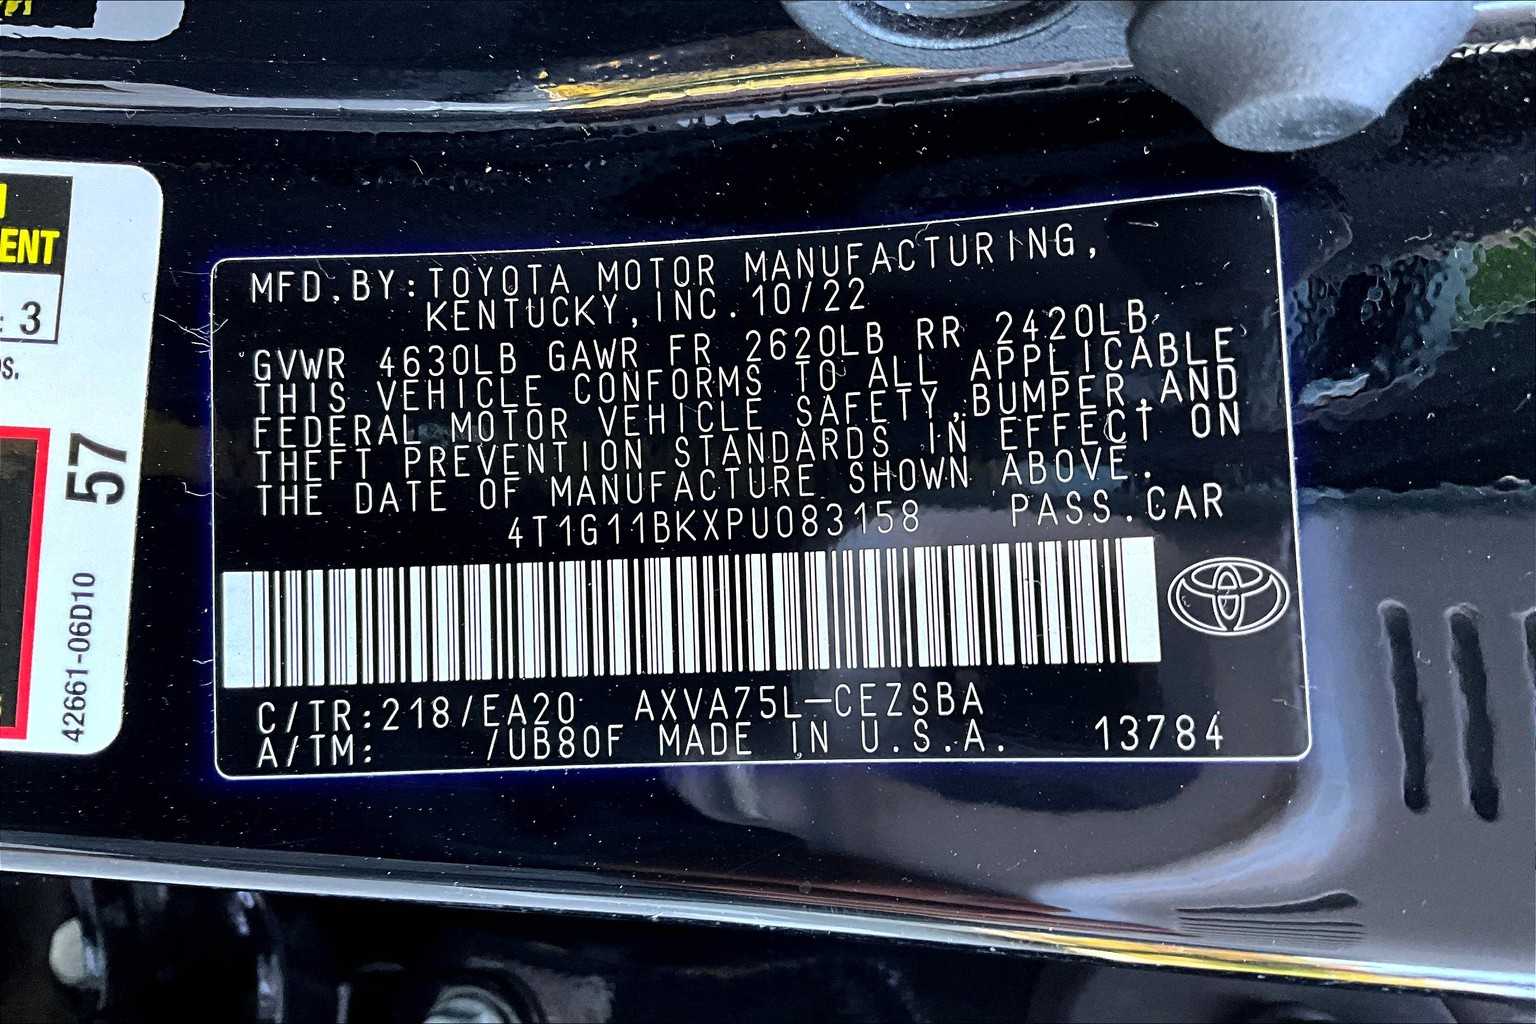 ENT
: 3
57
42661-06D10
MFD.BY:TOYOTA MOTOR MANUFACTURING,
KENTUCKY,INC.10/22
GVWR 4630LB GAWR FR 2620LB RR 2420LB
THIS VEHICLE CONFORMS TO ALL APPLICABLE
FEDERAL MOTOR VEHICLE SAFETY,BUMPER,AND
THEFT PREVENTION STANDARDS IN EFFECT ON
THE DATE OF MANUFACTURE SHOWN ABOVE.
4T1G11BKXPU083158 PASS.CAR
C/TR:218/EA20 AXVA75L-CEZSBA
A/TM: /UB80F MADE IN U.S.A. 13784